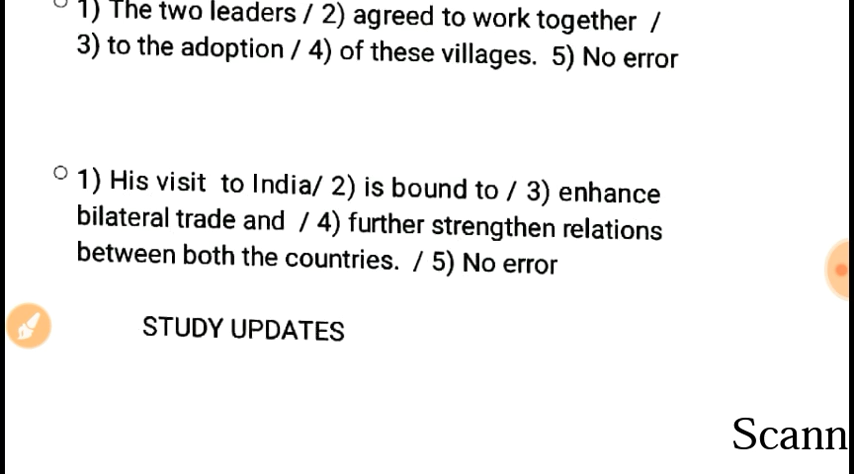 1) The two leaders / 2) agreed to work together /
3) to the adoption / 4) of these villages. 5) No error
1) His visit to India/ 2) is bound to / 3) enhance
bilateral trade and / 4) further strengthen relations
between both the countries. / 5) No error
STUDY UPDATES
Scann